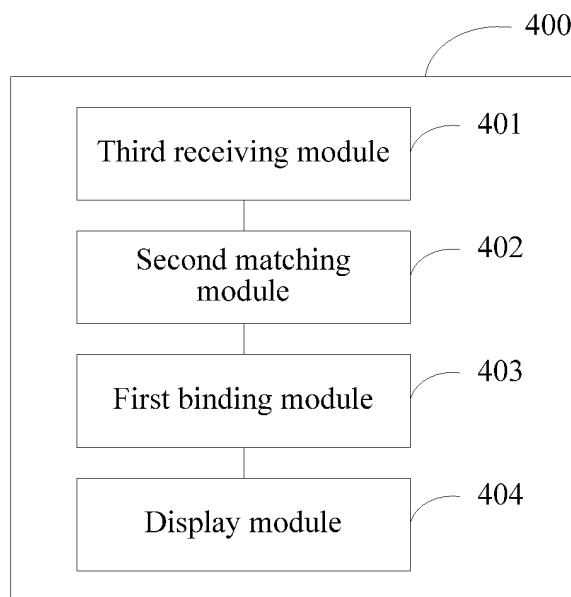 400
Third receiving module
401
Second matching
module
402
First binding module
403
Display module
404